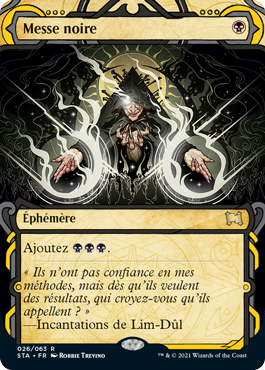 Messe noire
Éphémère
Ajoutez
« Ils n'ont pas confiance en mes
méthodes, mais dès qu'ils veulent
des résultats, qui croyez-vous qu'ils
appellent ? »
—Incantations de Lim-Dûl
026/063 R
STA • FR Robbie Trevino
™ & © 2021 Wizards of the Coast